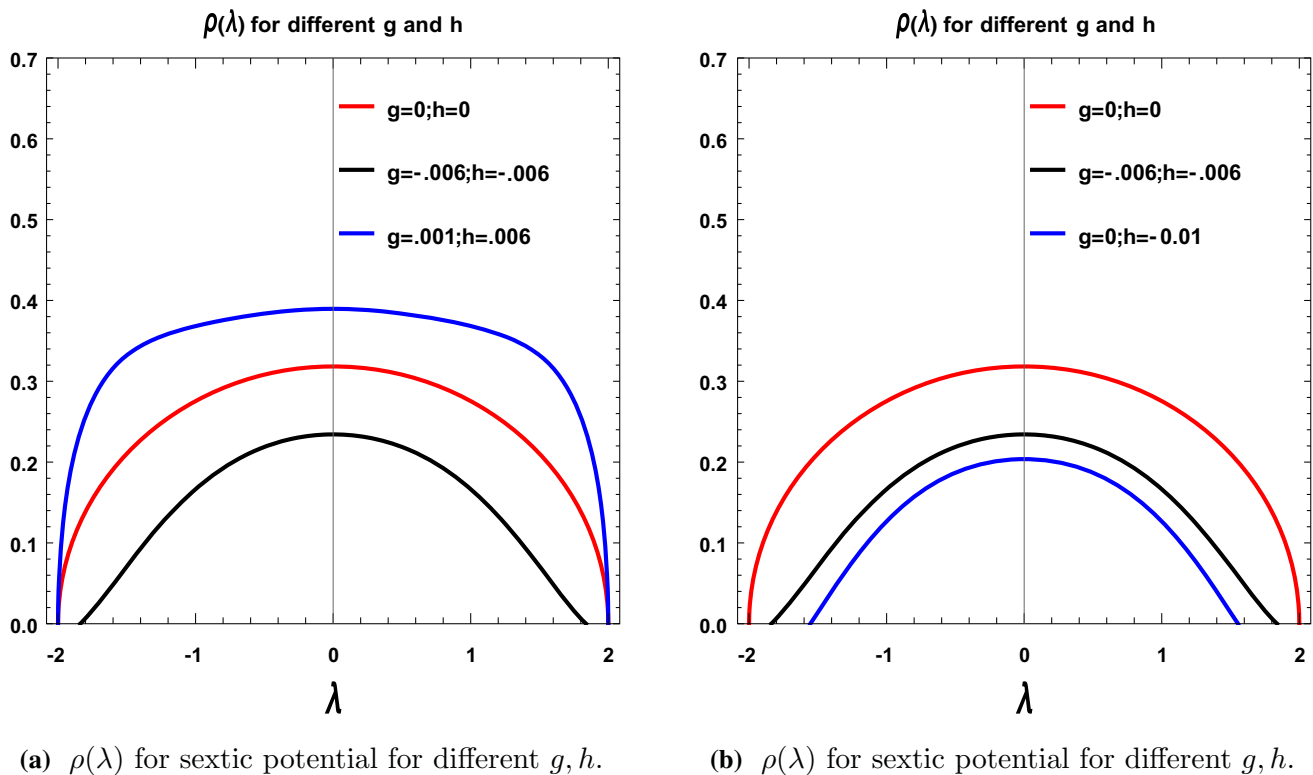 ρ(λ) for different g and h
0.7
0.6
0.5
0.4
0.3
0.2
0.1
0.0
g=0;h=0
g=-.006;h=-.006
g=.001;h=.006
-2 -1 0 1 2
λ
(a) ρ(λ) for sextic potential for different g, h.
ρ(λ) for different g and h
0.7
0.6
0.5
0.4
0.3
0.2
0.1
0.0
g=0;h=0
g=-.006;h=-.006
g=0;h=-0.01
-2 -1 0 1 2
λ
(b) ρ(λ) for sextic potential for different g, h.